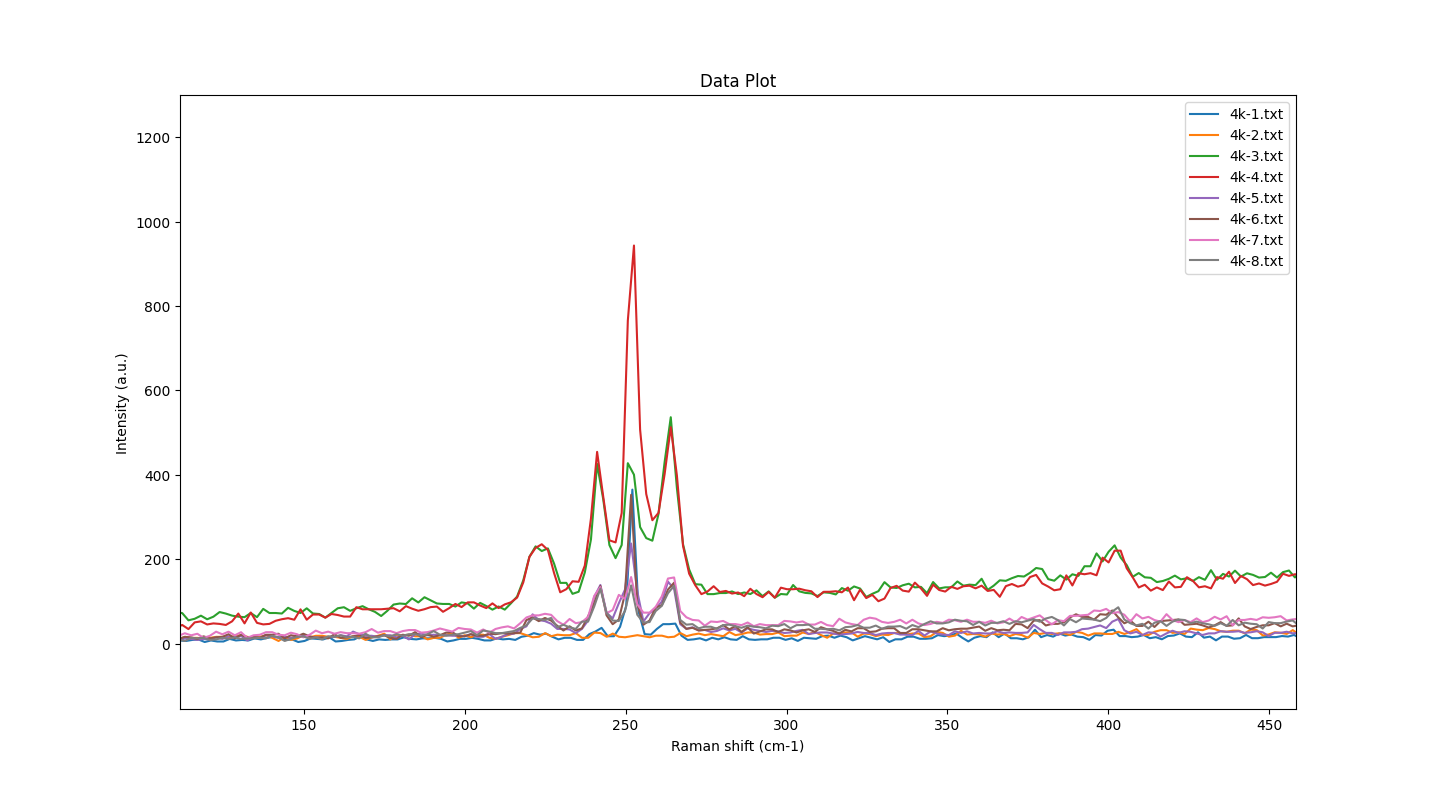 Data Plot
1200
1000
800
600
400
200
0
Intensity (a.u.)
150
200
250
300
350
400
450
Raman shift (cm-1)
4k-1.txt
4k-2.txt
4k-3.txt
4k-4.txt
4k-5.txt
4k-6.txt
4k-7.txt
4k-8.txt